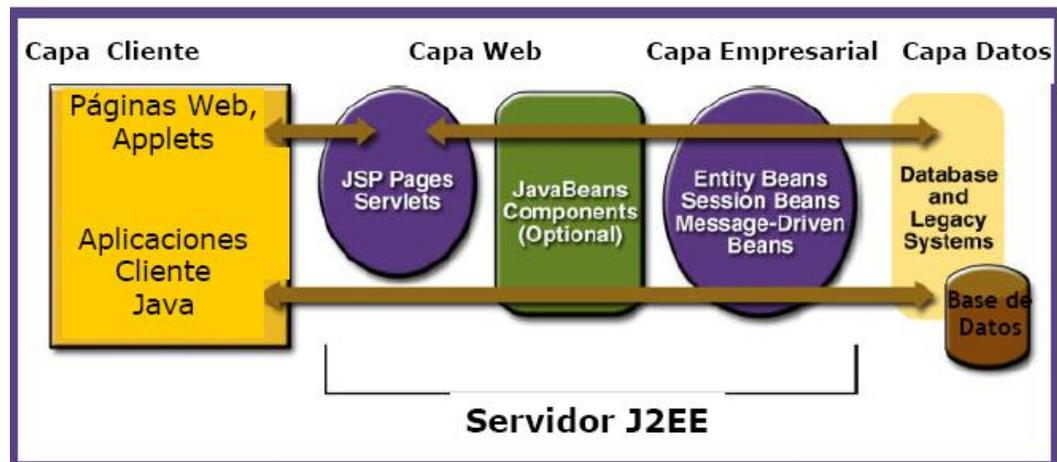 Capa Cliente
Capa Web
Capa Empresarial
Capa Datos
Páginas Web,
Applets
Aplicaciones
Cliente
Java
JSP Pages
Servlets
JavaBeans
Components
(Optional)
Entity Beans
Session Beans
Message-Driven
Beans
Database
and
Legacy
Systems
Base de
Datos
Servidor J2EE